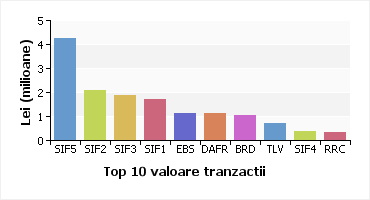 5
4
3
2
1
0
Lei (milioane)
SIF5 SIF2 SIF3 SIF1 EBS DAFR BRD TLV SIF4 RRC
Top 10 valoare tranzactii